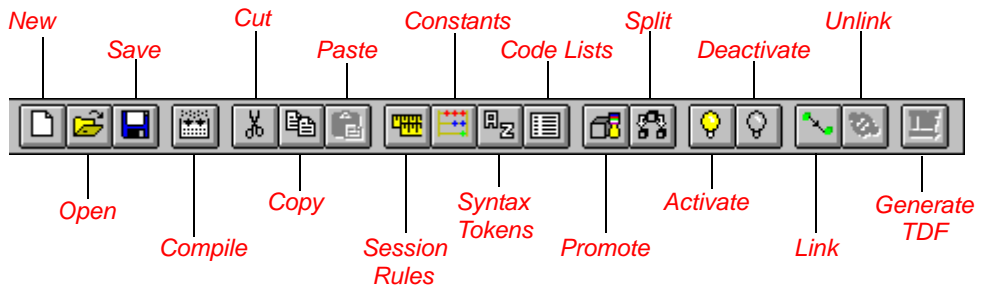 New
Cut
Constants
Split
Unlink
Save
Paste
Code Lists
Deactivate
Open
Copy
Syntax
Tokens
Activate
Generate
TDF
Compile
Session
Rules
Promote
Link